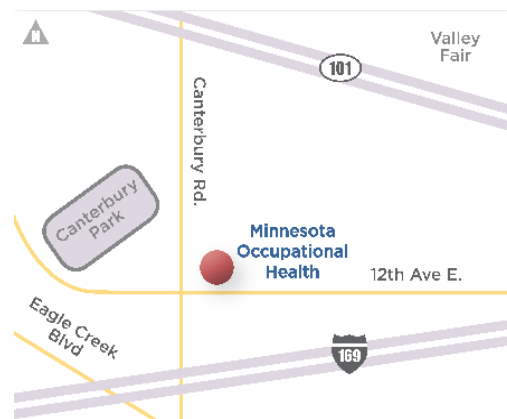 N
Valley
Fair
101
Canterbury Rd.
Canterbury
Park
Minnesota
Occupational
Health
12th Ave E.
Eagle Creek
Blvd
169